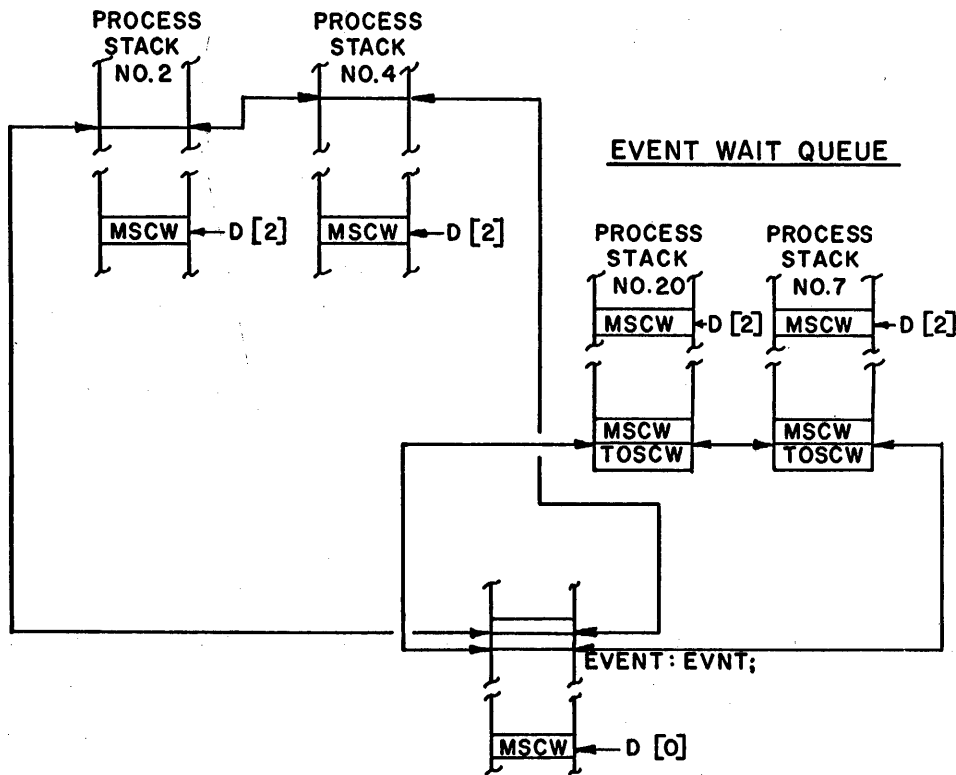 PROCESS
STACK
NO. 2
PROCESS
STACK
NO. 4
EVENT WAIT QUEUE
MSCW
D [2]
MSCW
D [2]
PROCESS
STACK
NO. 20
PROCESS
STACK
NO. 7
MSCW
D [2]
MSCW
D [2]
MSCW
TOSCW
MSCW
TOSCW
EVENT : EVNT;
MSCW
D [0]